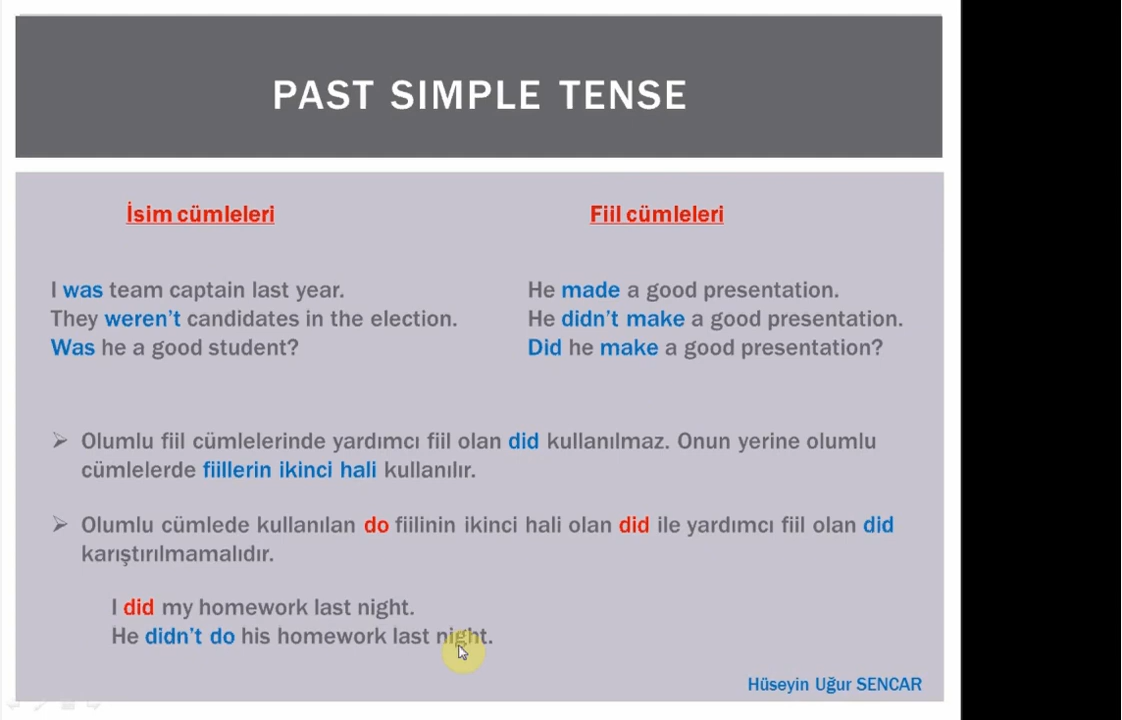 PAST SIMPLE TENSE
İsim cümleleri
I was team captain last year.
They weren't candidates in the election.
Was he a good student?
Fiil cümleleri
He made a good presentation.
He didn't make a good presentation.
Did he make a good presentation?
Olumlu fiil cümlelerinde yardımcı fiil olan did kullanılmaz. Onun yerine olumlu
cümlelerde fiillerin ikinci hali kullanılır.
Olumlu cümlede kullanılan do fiilinin ikinci hali olan did ile yardımcı fiil olan did
karıştırılmamalıdır.
I did my homework last night.
He didn't do his homework last night.
Hüseyin Uğur SENCAR